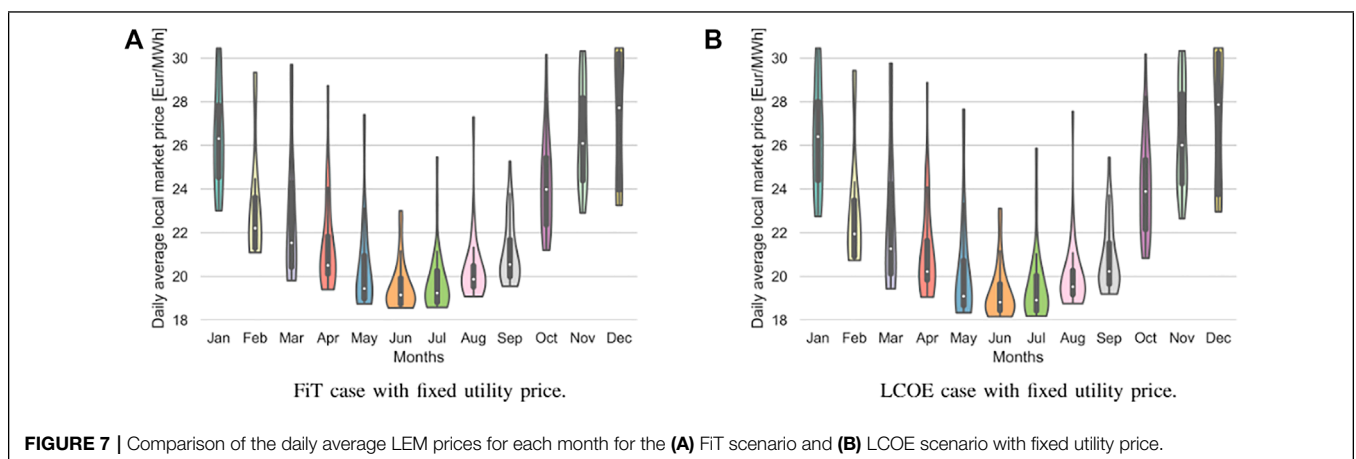 A
Daily average local market price [Eur/MWh]
30
28
26
24
22
20
18
Jan Feb Mar Apr May Jun Jul Aug Sep Oct Nov Dec
Months
FiT case with fixed utility price.
B
Daily average local market price [Eur/MWh]
30
28
26
24
22
20
18
Jan Feb Mar Apr May Jun Jul Aug Sep Oct Nov Dec
Months
LCOE case with fixed utility price.
FIGURE 7 | Comparison of the daily average LEM prices for each month for the (A) FiT scenario and (B) LCOE scenario with fixed utility price.